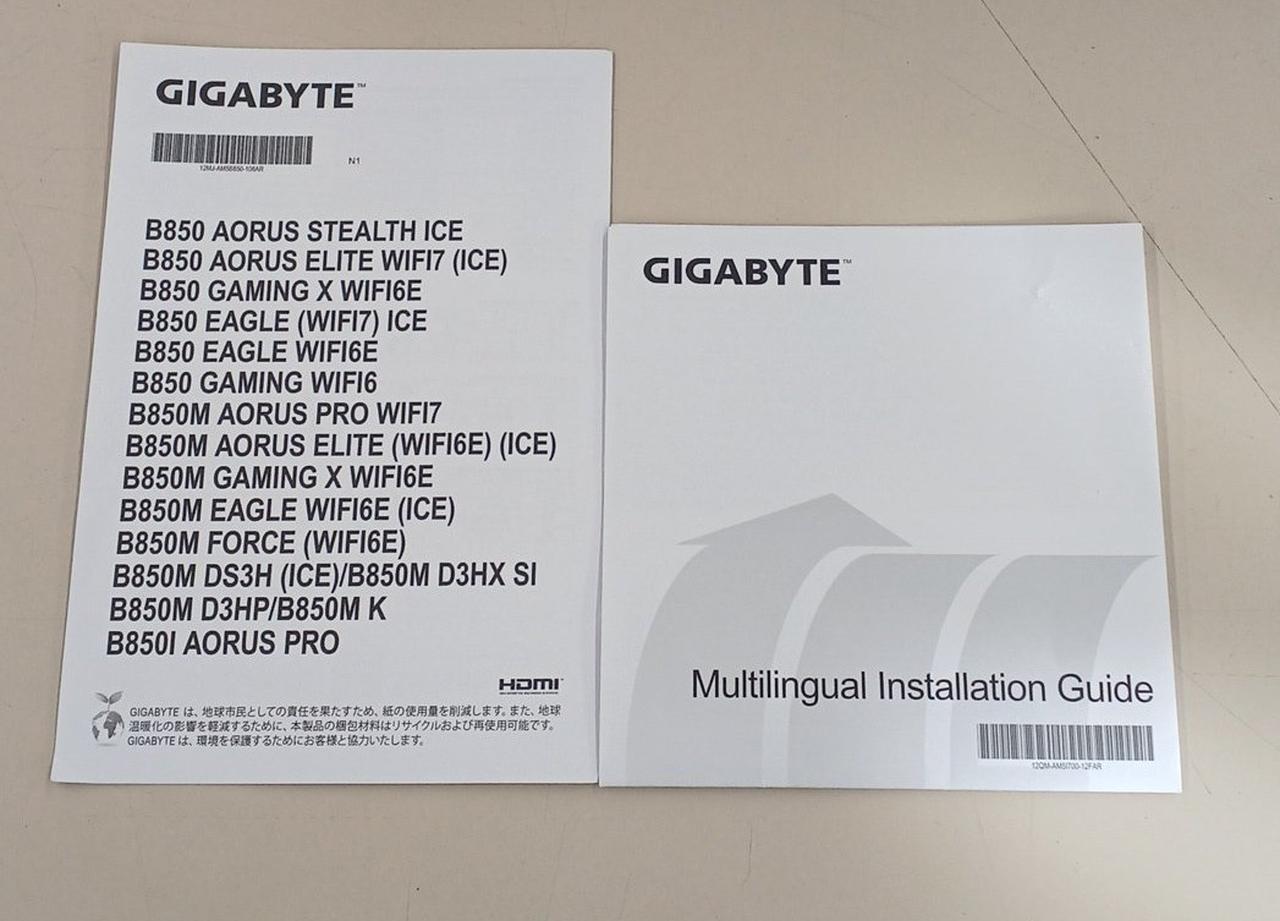 GIGABYTE™
12MJ-AM5B850-106AR
N1
B850 AORUS STEALTH ICE
B850 AORUS ELITE WIFI7 (ICE)
B850 GAMING X WIFI6E
B850 EAGLE (WIFI7) ICE
B850 EAGLE WIFI6E
B850 GAMING WIFI6
B850M AORUS PRO WIFI7
B850M AORUS ELITE (WIFI6E) (ICE)
B850M GAMING X WIFI6E
B850M EAGLE WIFI6E (ICE)
B850M FORCE (WIFI6E)
B850M DS3H (ICE)/B850M D3HX SI
B850M D3HP/B850M K
B850I AORUS PRO
HDMI
GIGABYTE は、地球市民としての責任を果たすため、紙の使用量を削減します。また、地球
温暖化の影響を軽減するために、本製品の梱包材料はリサイクルおよび再使用可能です。
GIGABYTE は、環境を保護するためにお客様と協力いたします。
GIGABYTE™
Multilingual Installation Guide
12QM-AM5I700-12FAR